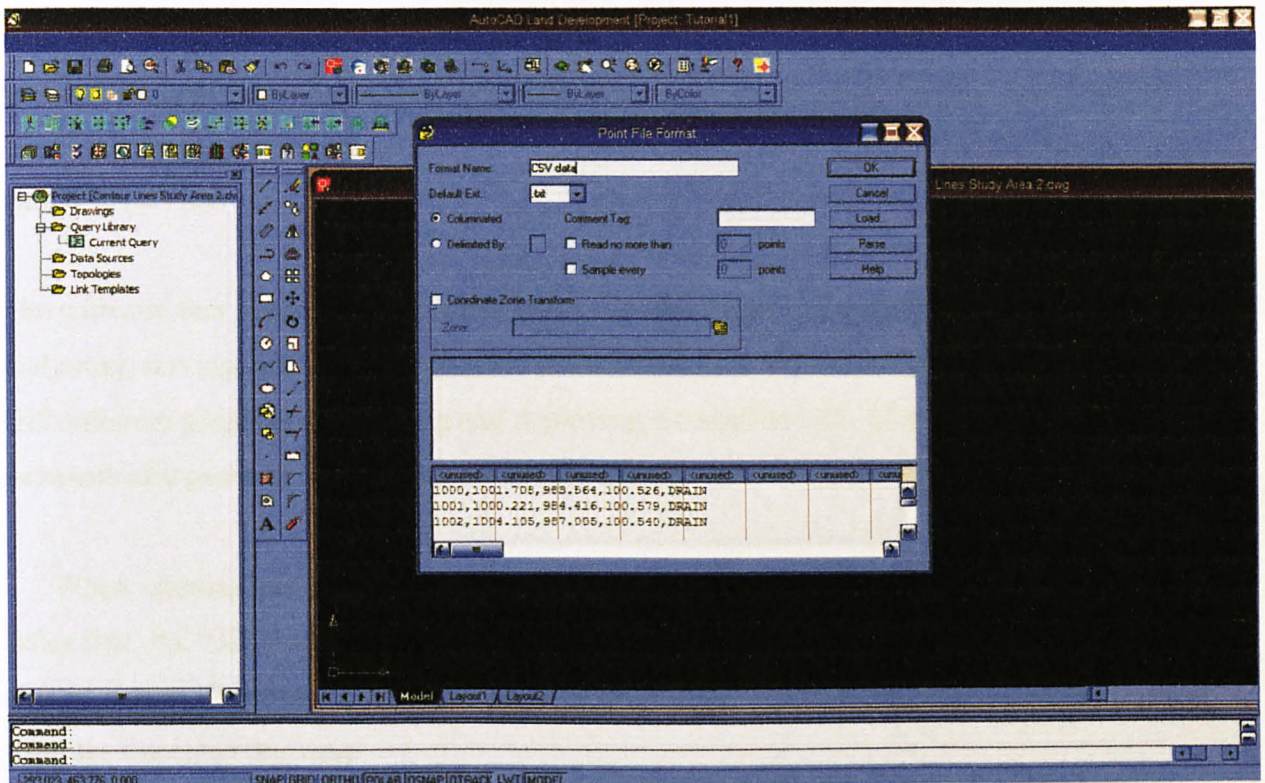 AutoCAD Land Development [Project: Tutorial1]
0 ByLayer ByLayer ByLayer ByColor
Point File Format
Format Name: CSV data OK
Default Ext.: .txt Cancel
Columnated Comment Tag: Load...
Delimited By: Read no more than 0 points Parse
Sample every 0 points Help
Coordinate Zone Transform
Zone:
<unused> <unused> <unused> <unused> <unused> <unused> <unused>
1000,1001.705,983.564,100.526,DRAIN
1001,1000.221,984.416,100.579,DRAIN
1002,1004.105,987.005,100.540,DRAIN
Lines Study Area 2.dwg
Project [Contour Lines Study Area 2.dw
Drawings
Query Library
Current Query
Data Sources
Topologies
Link Templates
Model Layout1 Layout2
Command:
Command:
Command:
SNAP GRID ORTHO POLAR OSNAP OTRACK LWT MODEL